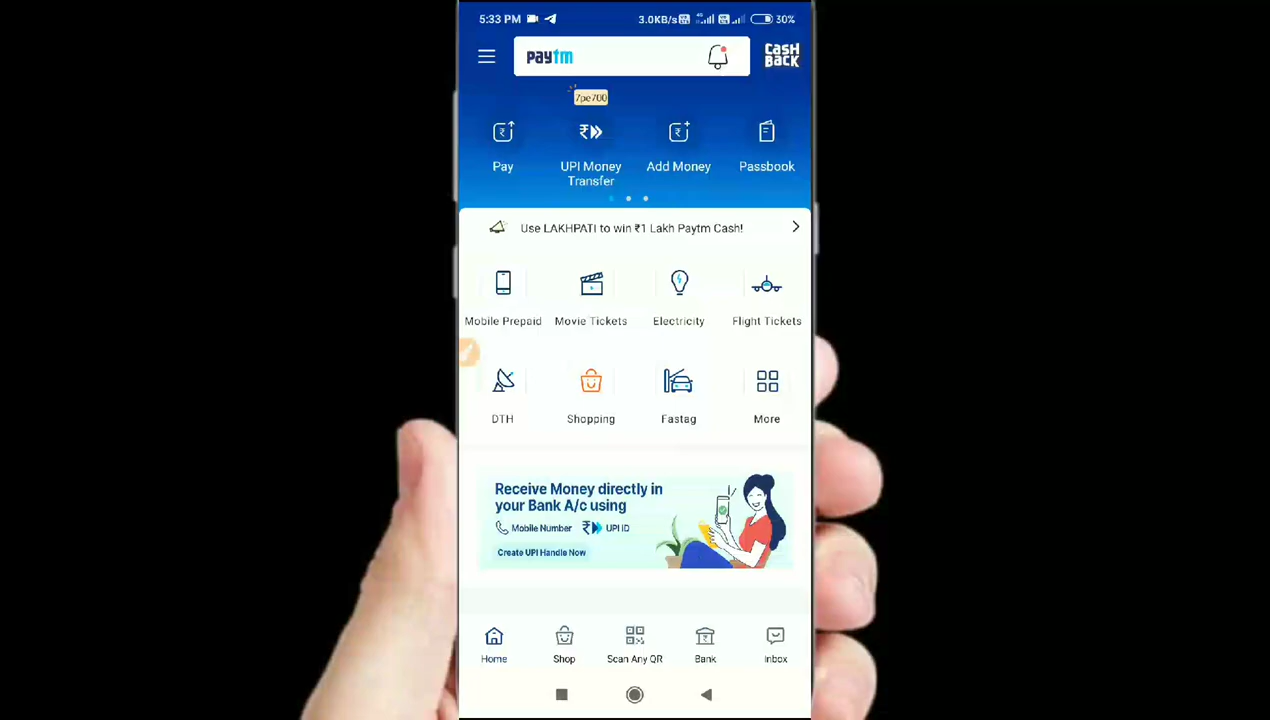 5:33 PM 3.0KB/s 30%
paytm CASH BACK
7pe700
Pay UPI Money Transfer Add Money Passbook
Use LAKHPATI to win ₹1 Lakh Paytm Cash!
Mobile Prepaid Movie Tickets Electricity Flight Tickets
DTH Shopping Fastag More
Receive Money directly in
your Bank A/c using
Mobile Number UPI ID
Create UPI Handle Now
Home Shop Scan Any QR Bank Inbox